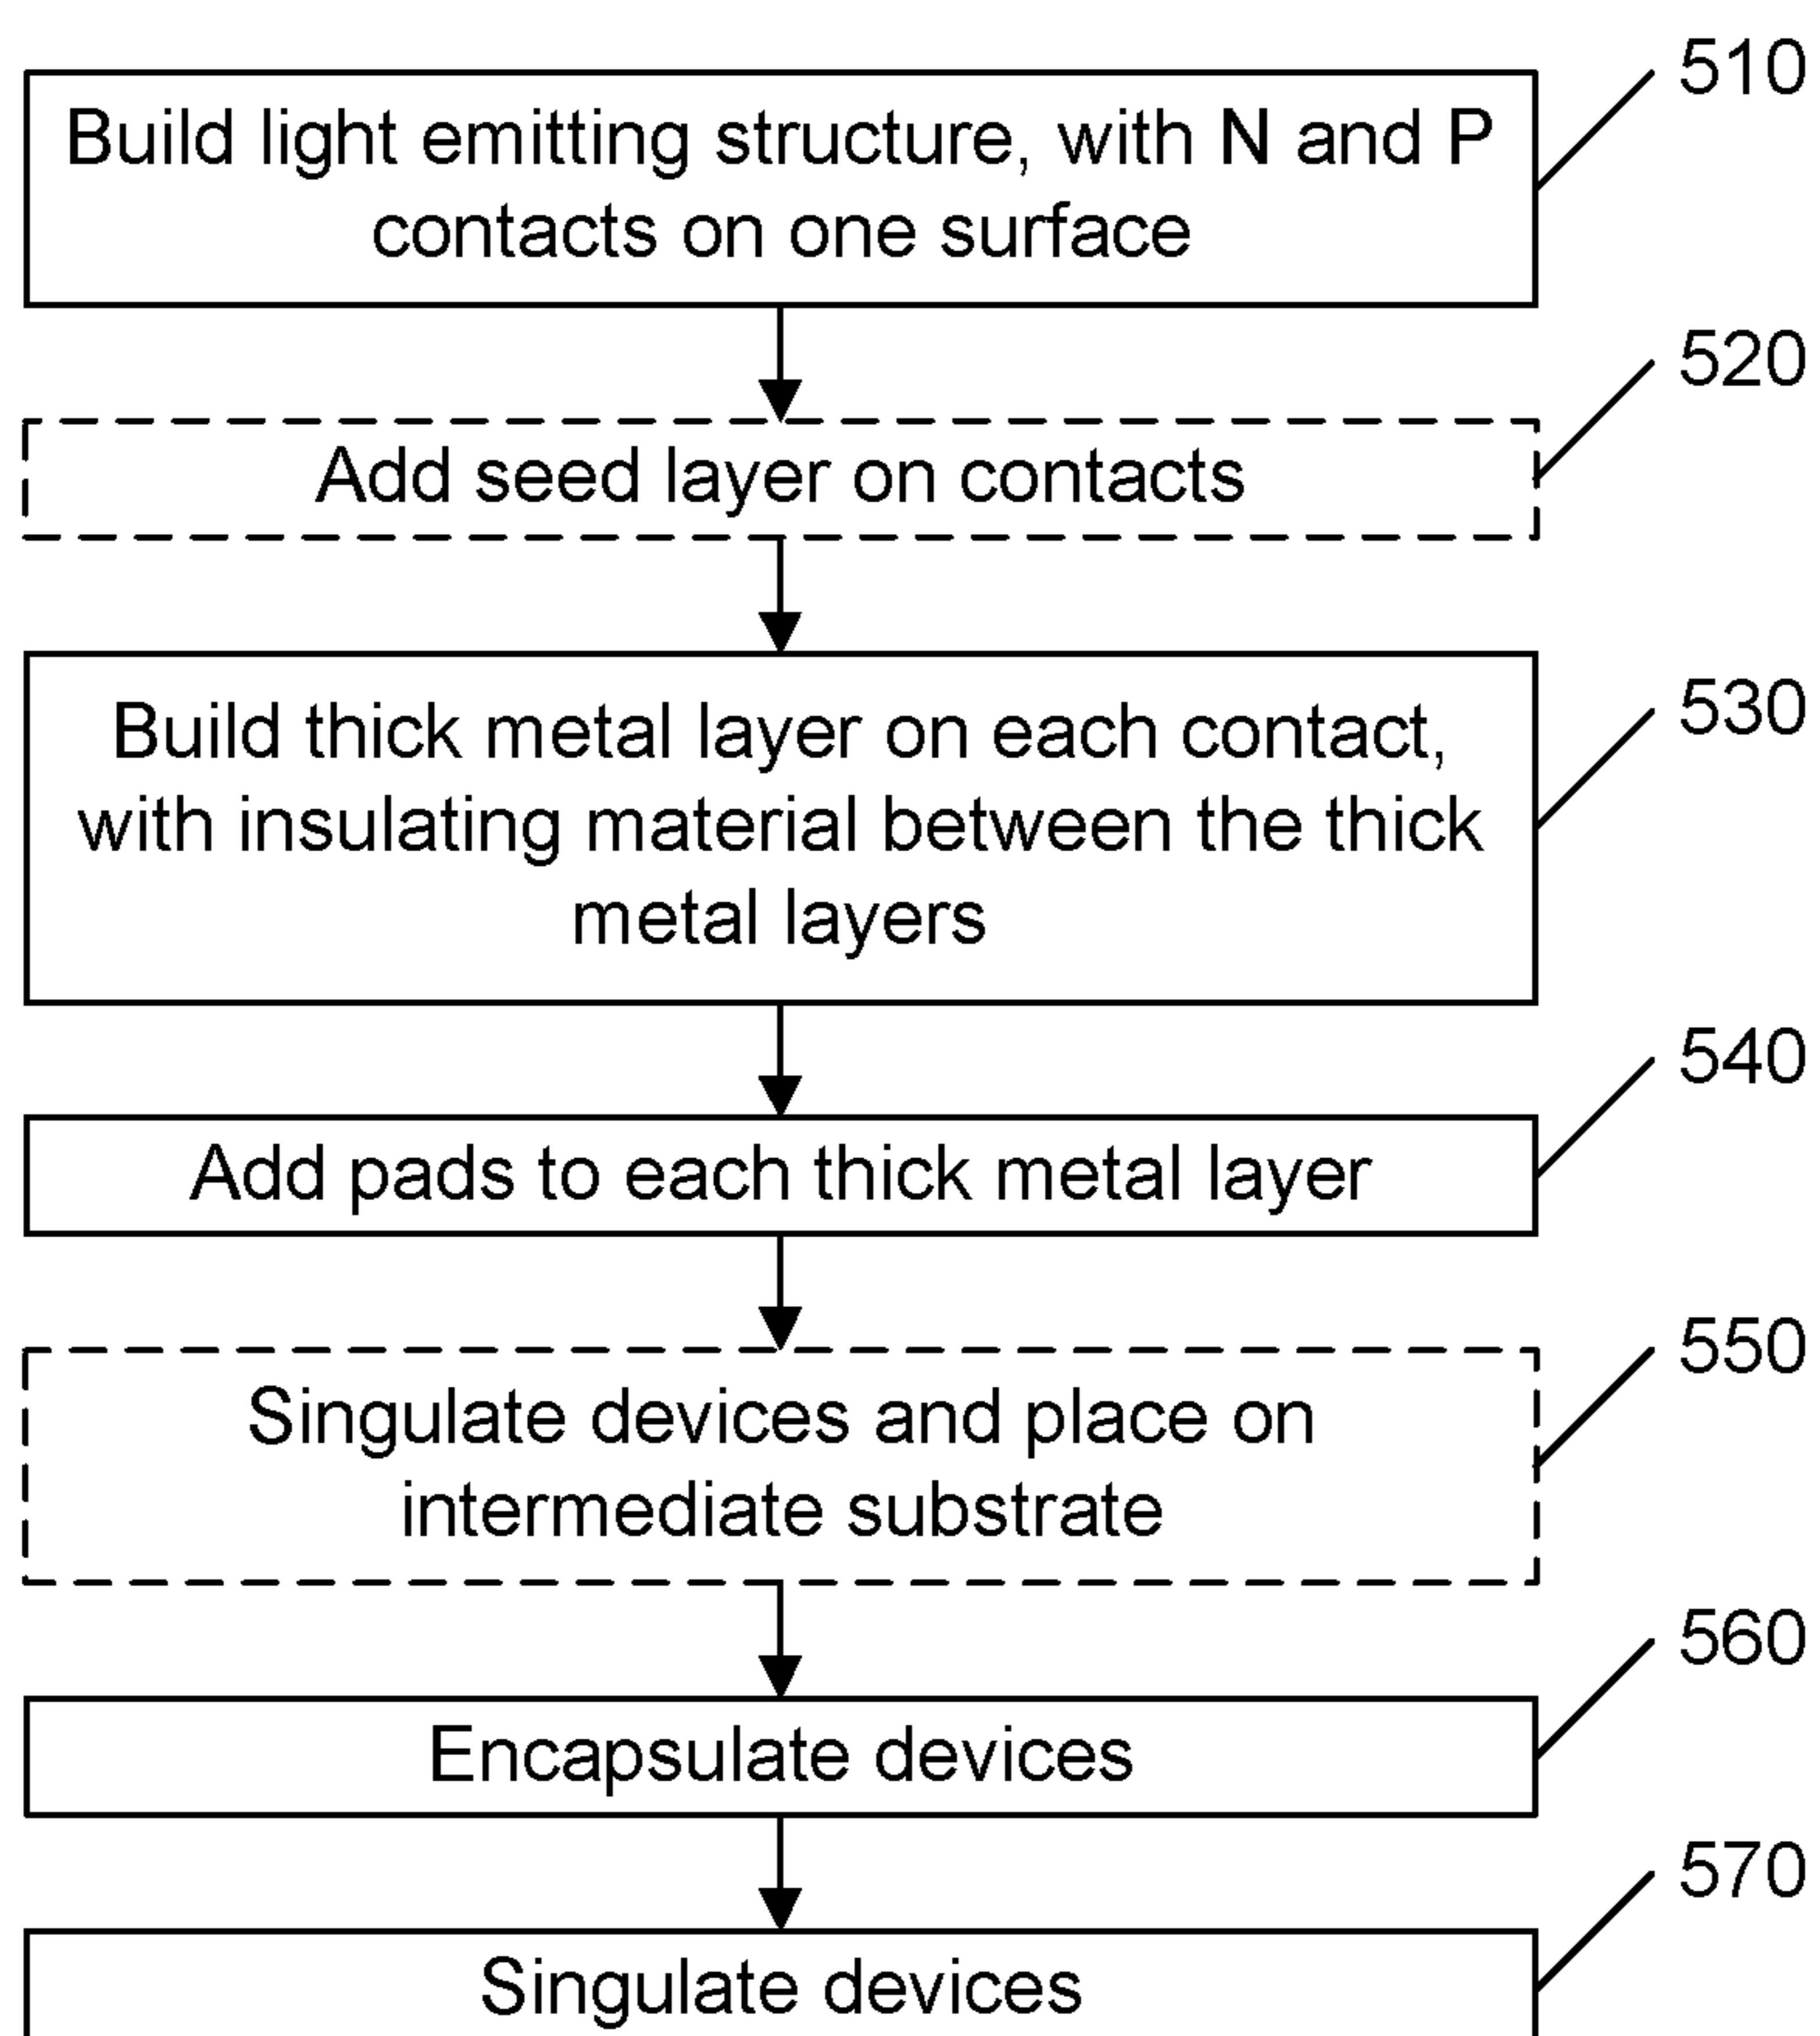 510
Build light emitting structure, with N and P
contacts on one surface
520
Add seed layer on contacts
530
Build thick metal layer on each contact,
with insulating material between the thick
metal layers
540
Add pads to each thick metal layer
550
Singulate devices and place on
intermediate substrate
560
Encapsulate devices
570
Singulate devices